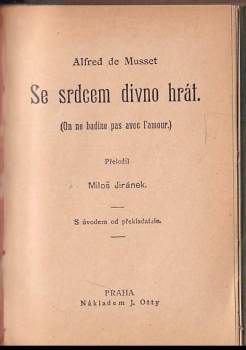 Alfred de Musset
Se srdcem divno hrát.
(On ne badine pas avec l'amour.)
Přeložil
Miloš Jiránek.
S úvodem od překladatele.
PRAHA
Nákladem J. Otty